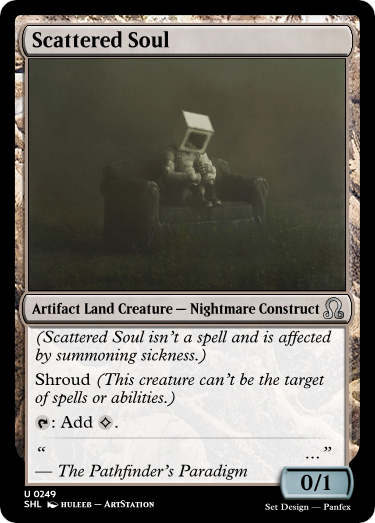 Scattered Soul
Artifact Land Creature — Nightmare Construct
(Scattered Soul isn't a spell and is affected
by summoning sickness.)
Shroud (This creature can't be the target
of spells or abilities.)
: Add .
“ ...”
— The Pathfinder's Paradigm
0/1
U 0249
SHL HULEEB — ArtStation
Set Design — Panfex